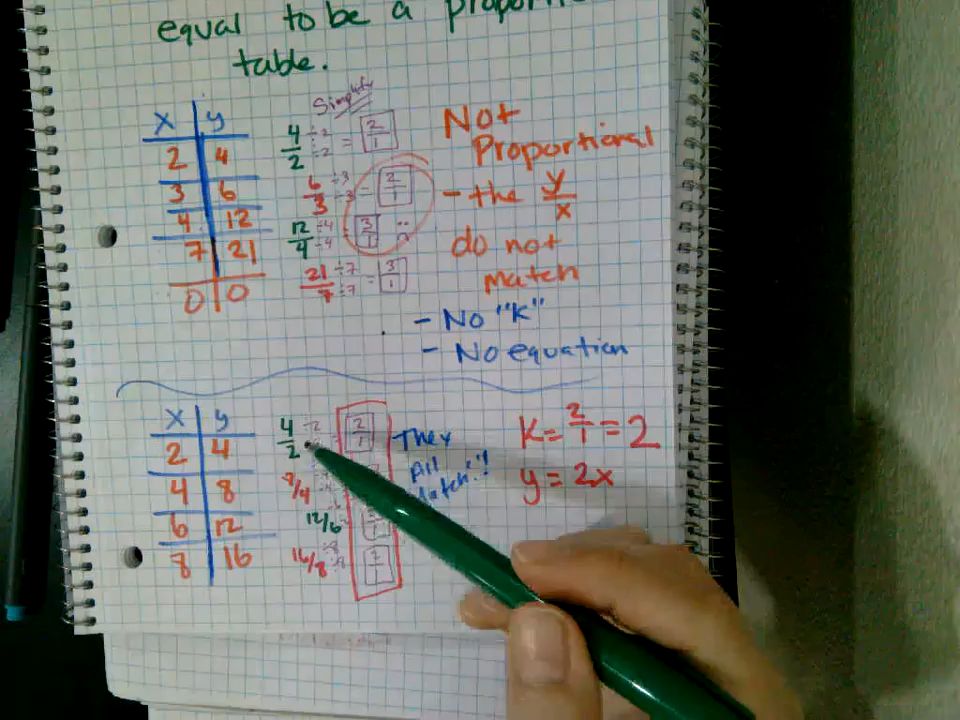 equal to be a
table.
Simplify
x y
2 4
3 6
4 12
7 21
0 0
4/2 ÷2/÷2 = 2/1
6/3 ÷3/÷3 = 2/1
12/4 ÷4/÷4 3/1
21/7 ÷7/÷7 = 3/1
Not
Proportional
- the y/x
do not
match
- No "K"
- No equation
x y
2 4
4 8
6 12
8 16
4/2 ÷2 2/1
8/4
12/6
16/8 ÷8/÷8 2/1
They
All
K = 2/1 = 2
y = 2x